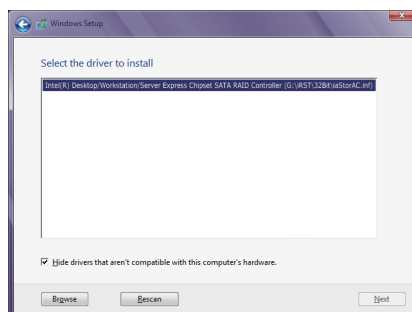 Windows Setup
Select the driver to install
Intel(R) Desktop/Workstation/Server Express Chipset SATA RAID Controller (G:\iRST\32Bit\iaStorAC.inf)
Hide drivers that aren't compatible with this computer's hardware.
Browse Rescan Next